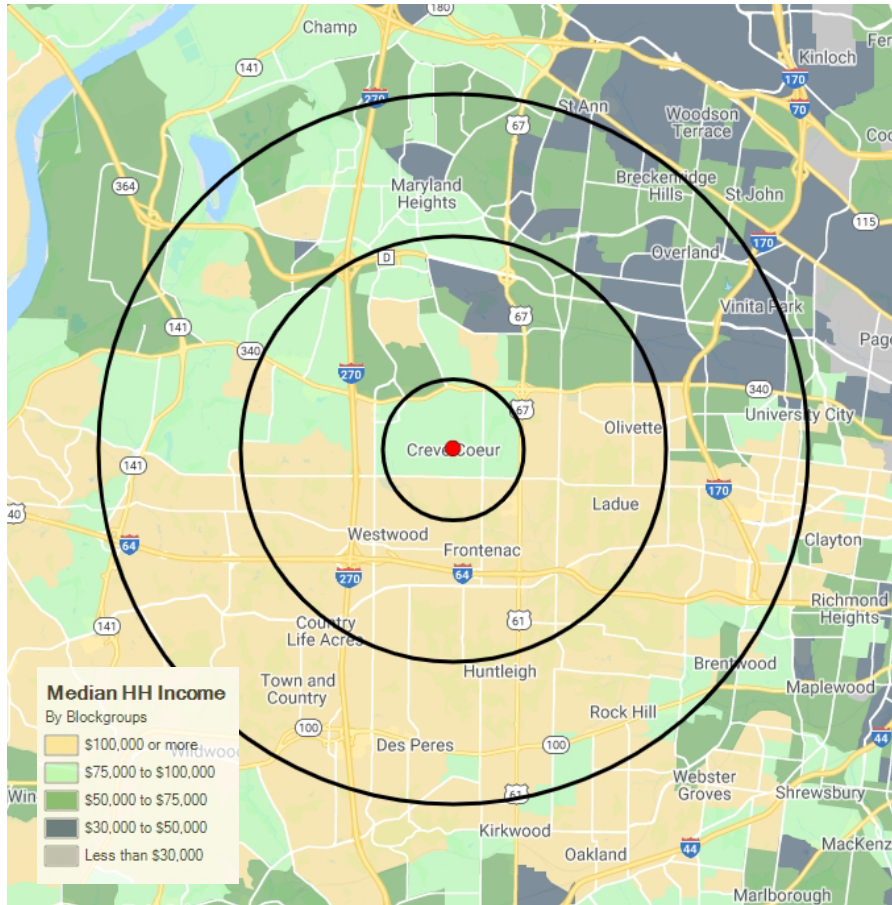 180
Champ
Fer
Kinloch
141
170
270
St Ann
70
67
Woodson
Terrace
Coo
Breckenridge
Hills
364
Maryland
Heights
St John
115
170
Overland
D
Vinita Park
67
141
340
Page
270
340
67
University City
Olivette
Creve Coeur
141
170
Ladue
40
Westwood
Clayton
64
Frontenac
270
64
Richmond
Heights
141
61
Country
Life Acres
Brentwood
Huntleigh
Town and
Country
Maplewood
Median HH Income
By Blockgroups
Rock Hill
100
44
$100,000 or more
Wildwood
Des Peres
100
$75,000 to $100,000
Webster
Groves
61
Shrewsbury
Win
$50,000 to $75,000
$30,000 to $50,000
Kirkwood
MacKenz
44
Less than $30,000
Oakland
Marlborough